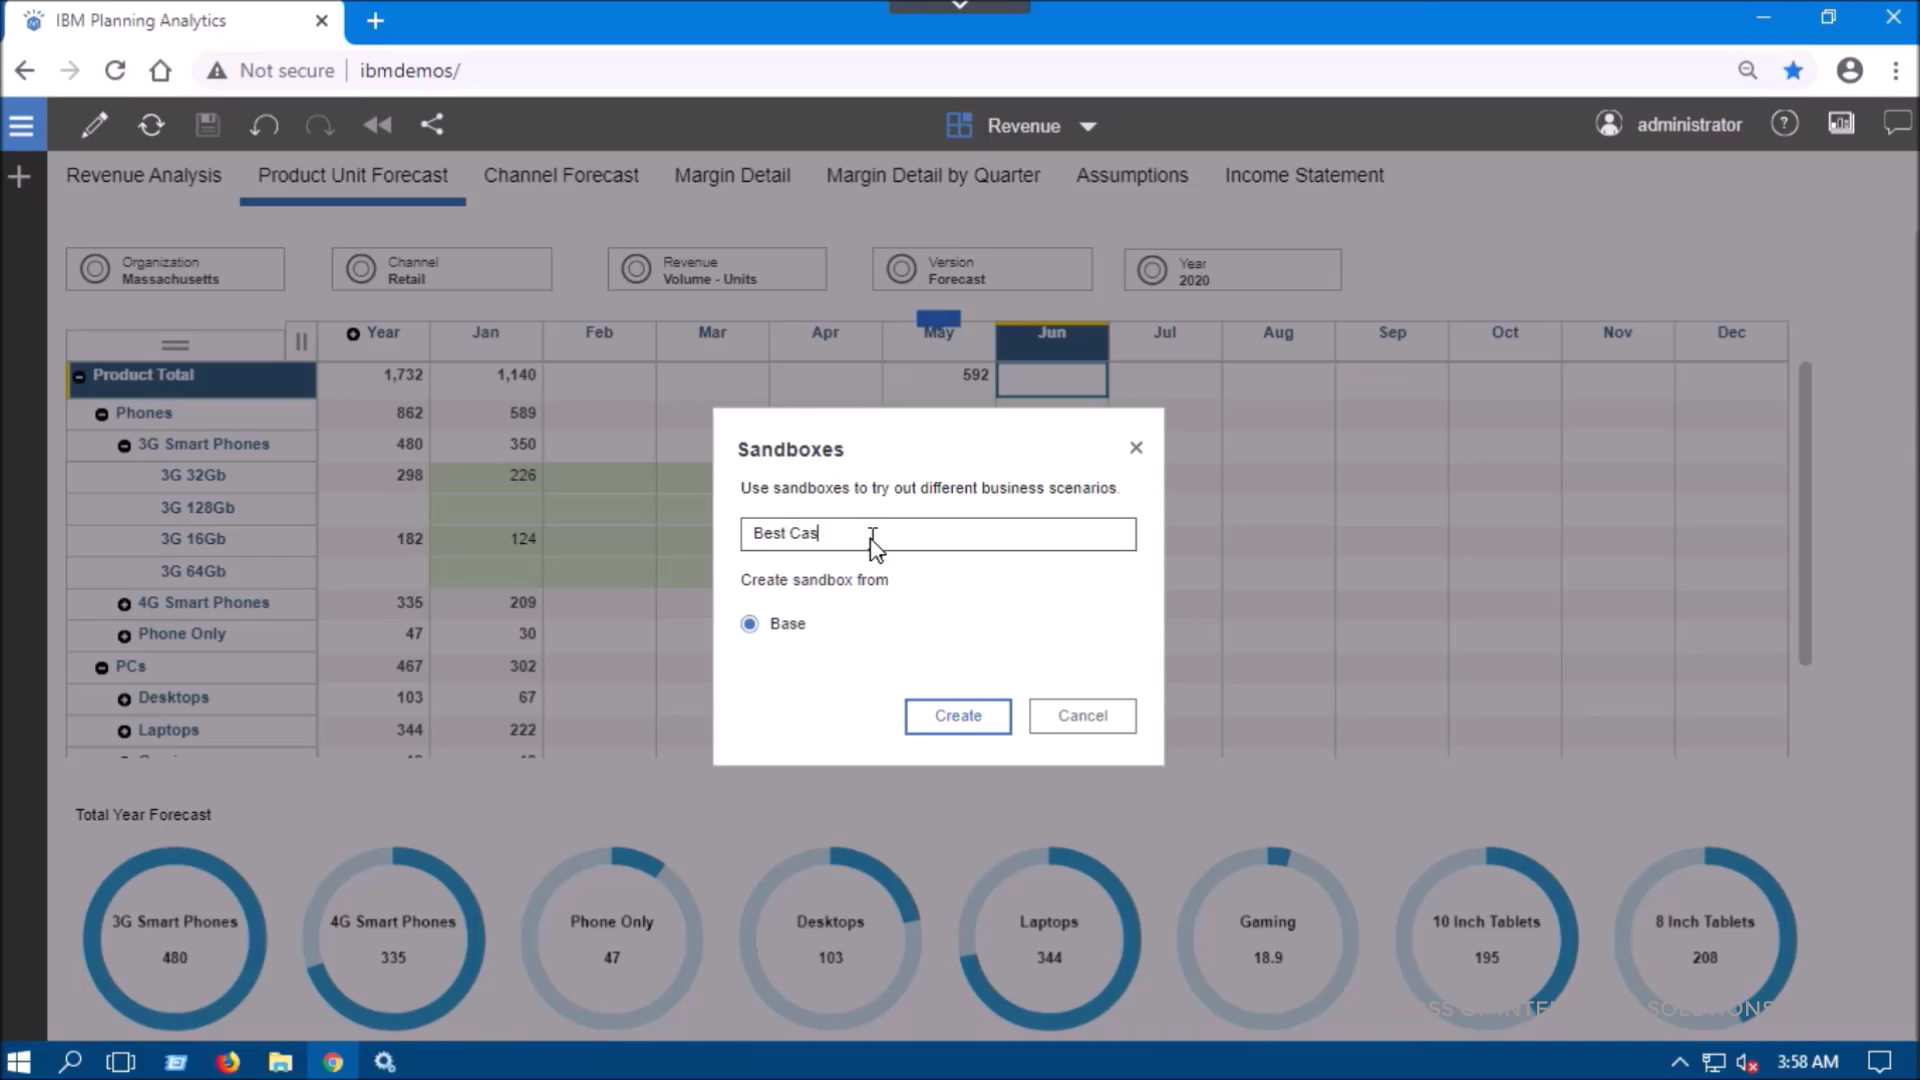 IBM Planning Analytics
Not secure
ibmdemos/
Revenue
administrator
Revenue Analysis
Product Unit Forecast
Channel Forecast
Margin Detail
Margin Detail by Quarter
Assumptions
Income Statement
Organization
Massachusetts
Channel
Retail
Revenue
Volume - Units
Version
Forecast
Year
2020
Year Jan Feb Mar Apr May Jun Jul Aug Sep Oct Nov Dec
Product Total 1,732 1,140 592
Phones 862 589
3G Smart Phones 480 350
3G 32Gb 298 226
3G 128Gb
3G 16Gb 182 124
3G 64Gb
4G Smart Phones 335 209
Phone Only 47 30
PCs 467 302
Desktops 103 67
Laptops 344 222
Sandboxes
Use sandboxes to try out different business scenarios.
Best Cas
Create sandbox from
Base
Create
Cancel
Total Year Forecast
3G Smart Phones
480
4G Smart Phones
335
Phone Only
47
Desktops
103
Laptops
344
Gaming
18.9
10 Inch Tablets
195
8 Inch Tablets
208
SOLUTIONS
3:58 AM